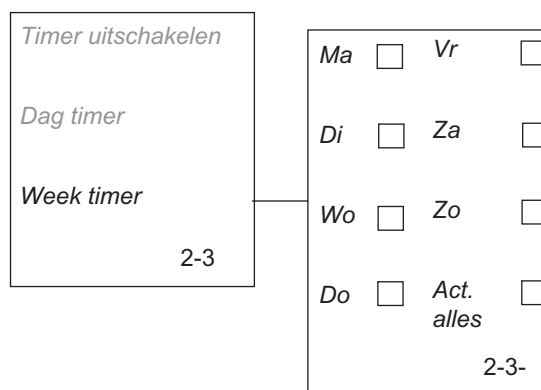 Timer uitschakelen
Dag timer
Week timer
2-3
Ma
Vr
Di
Za
Wo
Zo
Do
Act.
alles
2-3-